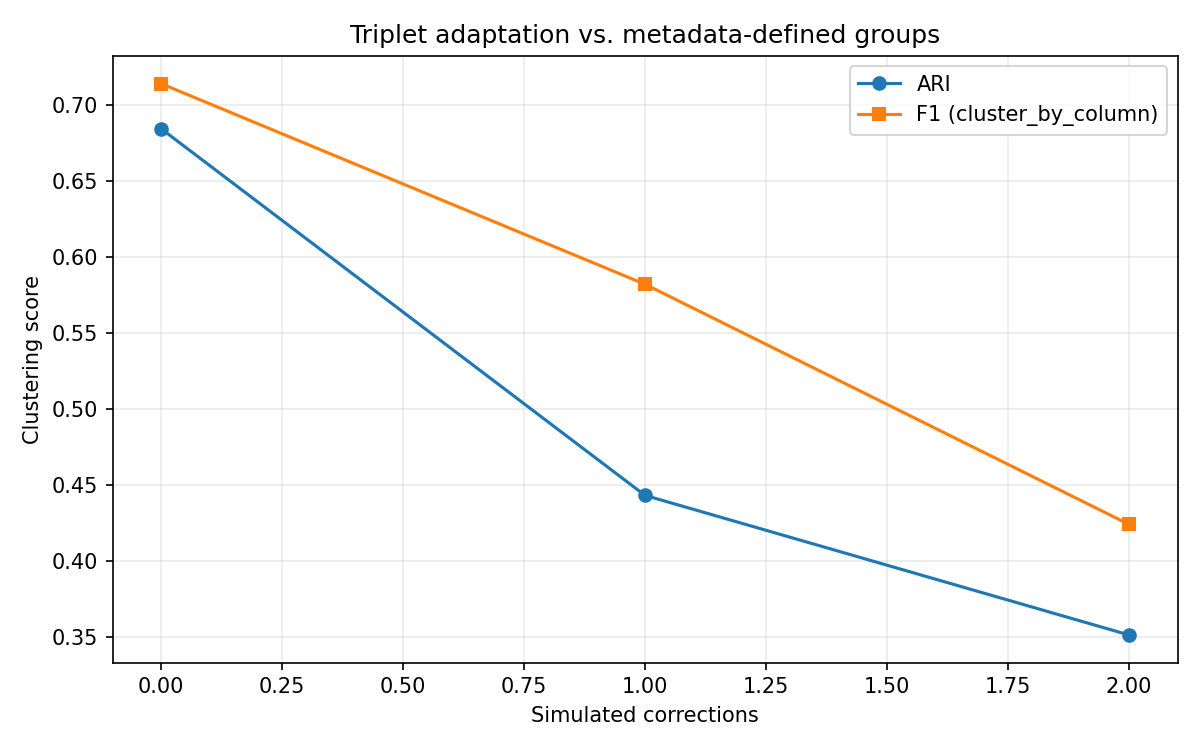 Triplet adaptation vs. metadata-defined groups
ARI
F1 (cluster_by_column)
Clustering score
0.70
0.65
0.60
0.55
0.50
0.45
0.40
0.35
0.00 0.25 0.50 0.75 1.00 1.25 1.50 1.75 2.00
Simulated corrections